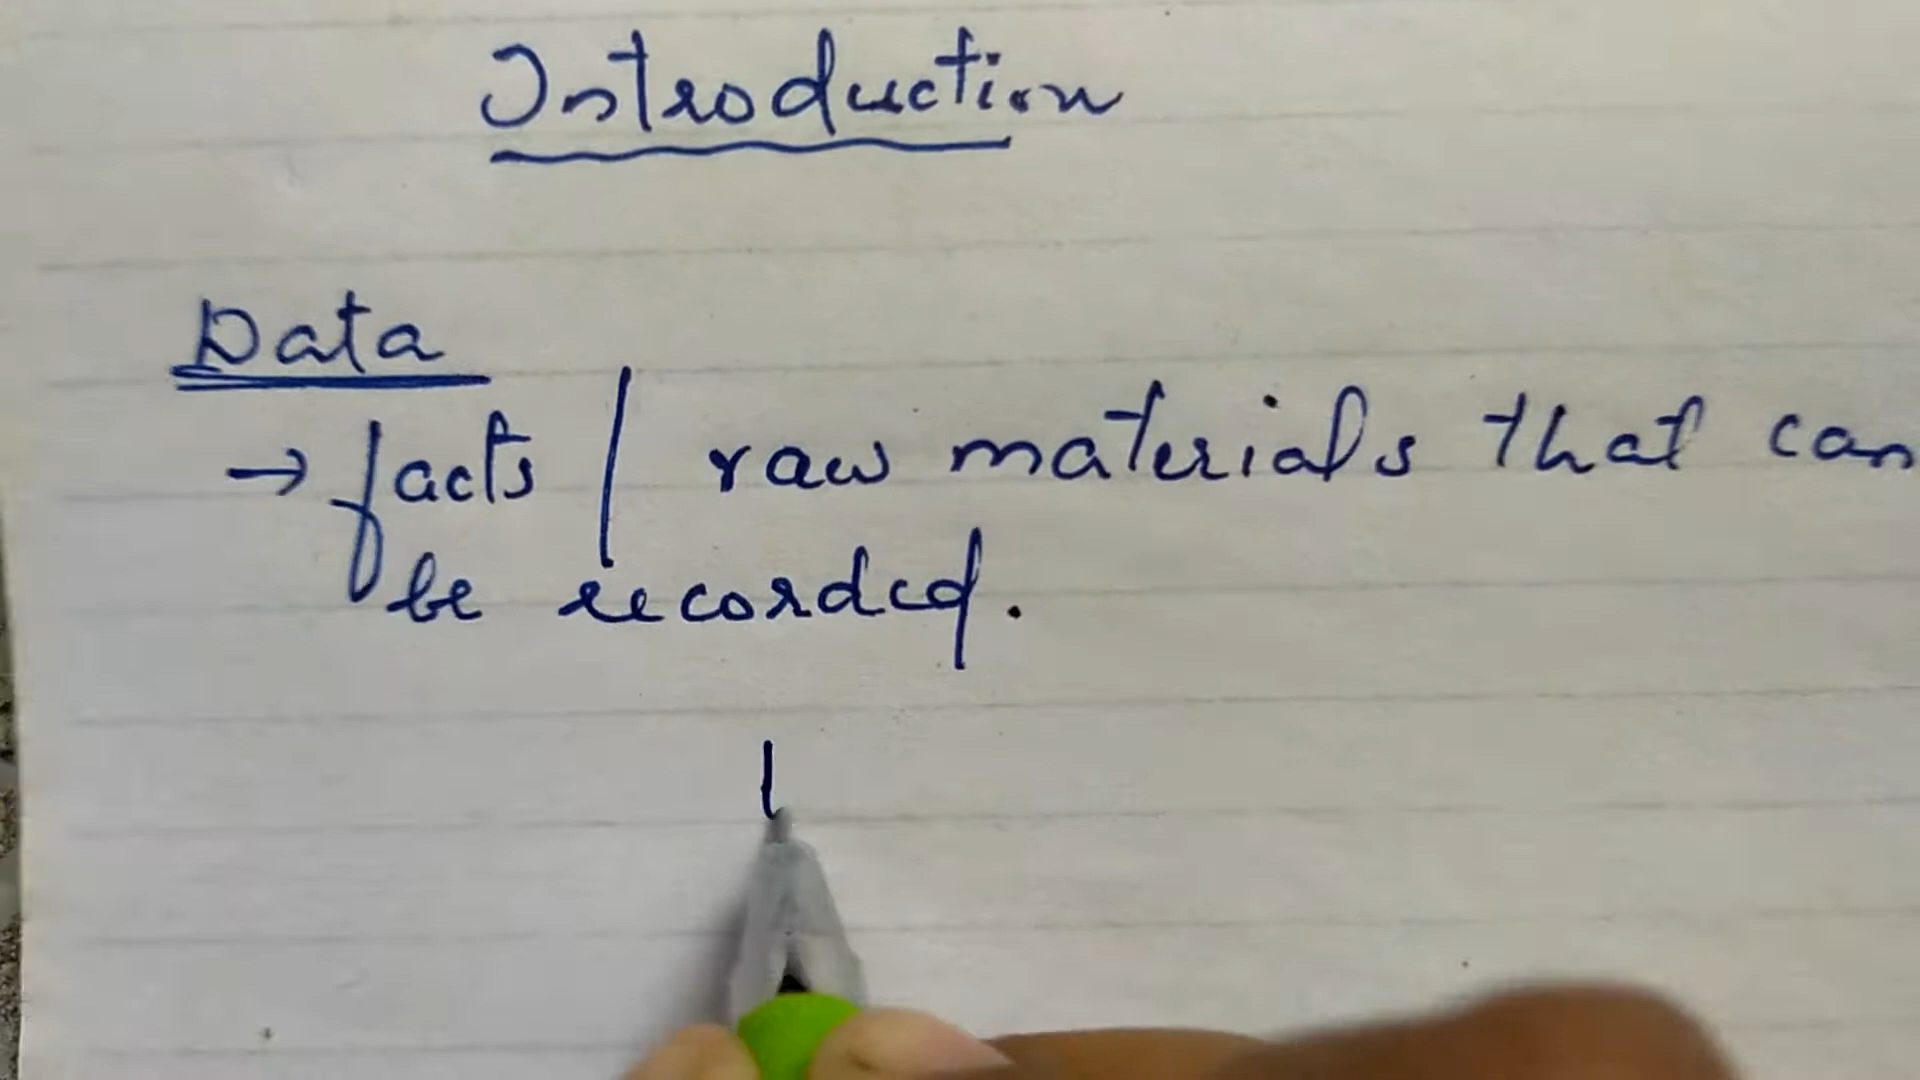 Introduction
Data
→ facts / raw materials that can
be recorded.